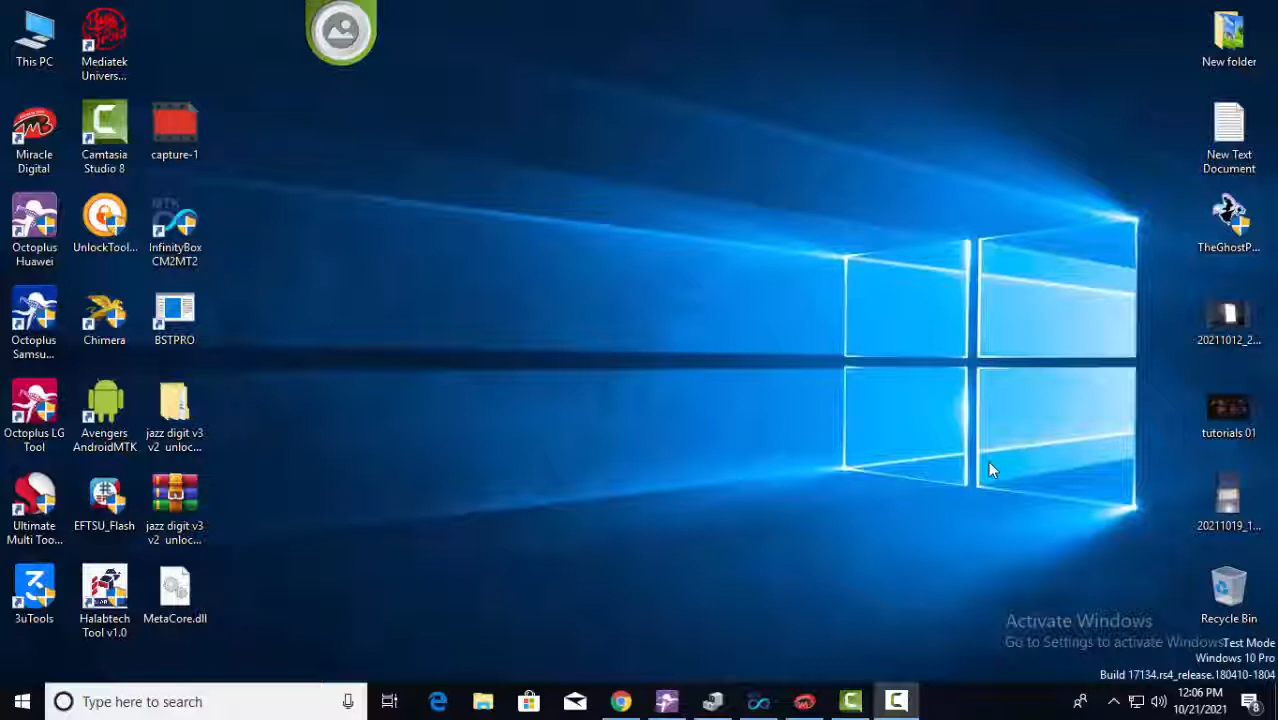 This PC
Mediatek
Univers...
Miracle
Digital
Camtasia
Studio 8
capture-1
Octoplus
Huawei
UnlockTool...
InfinityBox
CM2MT2
Octoplus
Samsu...
Chimera
BSTPRO
Octoplus LG
Tool
Avengers
AndroidMTK
jazz digit v3
v2 unloc...
Ultimate
Multi Too...
EFTSU_Flash
jazz digit v3
v2 unloc...
3uTools
Halabtech
Tool v1.0
MetaCore.dll
New folder
New Text
Document
TheGhostP...
20211012_2...
tutorials 01
20211019_1...
Recycle Bin
Activate Windows
Go to Settings to activate Windows
Test Mode
Windows 10 Pro
Build 17134.rs4_release.180410-1804
Type here to search
12:06 PM
10/21/2021
8